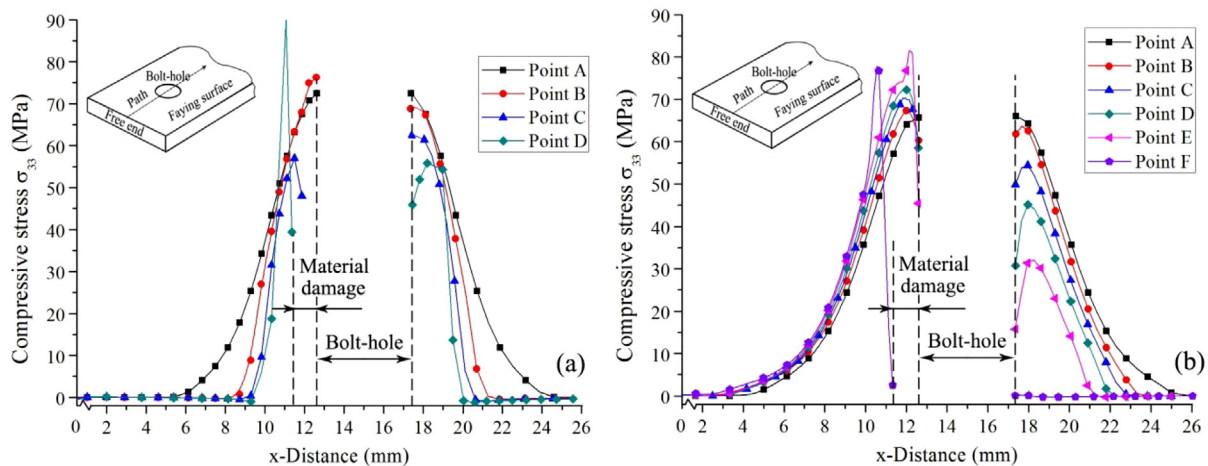 90
80
70
60
50
40
30
20
10
0
Compressive stress σ33 (MPa)
Bolt-hole
Path
Faying surface
Free end
Point A
Point B
Point C
Point D
Material
damage
Bolt-hole
(a)
0 2 4 6 8 10 12 14 16 18 20 22 24 26
x-Distance (mm)
90
80
70
60
50
40
30
20
10
0
Compressive stress σ33 (MPa)
Bolt-hole
Path
Faying surface
Free end
Point A
Point B
Point C
Point D
Point E
Point F
Material
damage
Bolt-hole
(b)
0 2 4 6 8 10 12 14 16 18 20 22 24 26
x-Distance (mm)